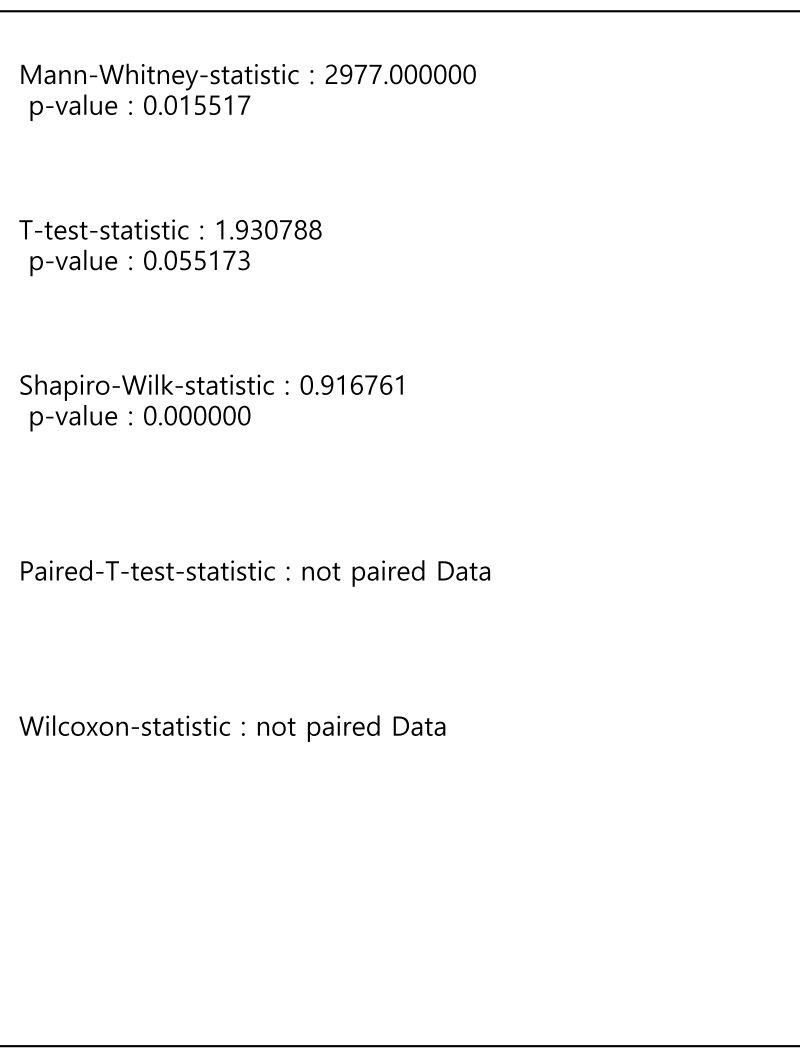 Mann-Whitney-statistic : 2977.000000
p-value : 0.015517
T-test-statistic : 1.930788
p-value : 0.055173
Shapiro-Wilk-statistic : 0.916761
p-value : 0.000000
Paired-T-test-statistic : not paired Data
Wilcoxon-statistic : not paired Data